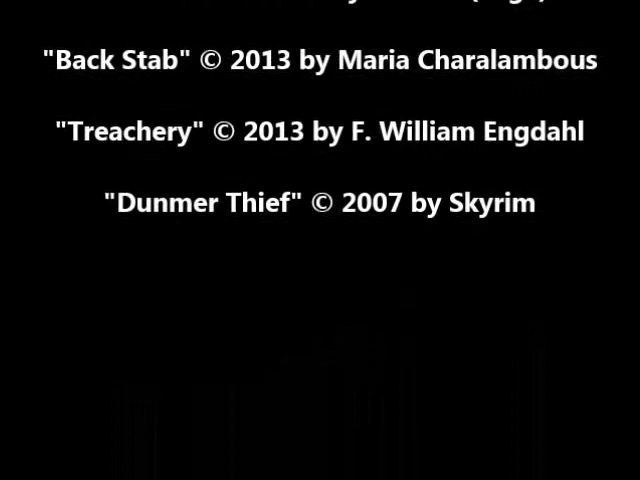 "Back Stab" © 2013 by Maria Charalambous
"Treachery" © 2013 by F. William Engdahl
"Dunmer Thief" © 2007 by Skyrim